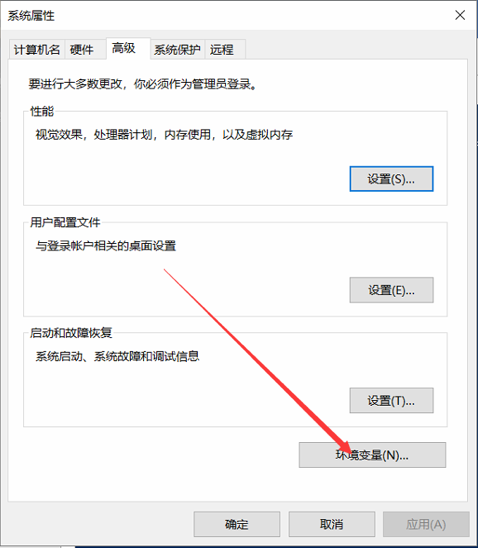 系统属性
计算机名 硬件 高级 系统保护 远程
要进行大多数更改，你必须作为管理员登录。
性能
视觉效果，处理器计划，内存使用，以及虚拟内存
设置(S)...
用户配置文件
与登录帐户相关的桌面设置
设置(E)...
启动和故障恢复
系统启动、系统故障和调试信息
设置(T)...
环境变量(N)...
确定 取消 应用(A)